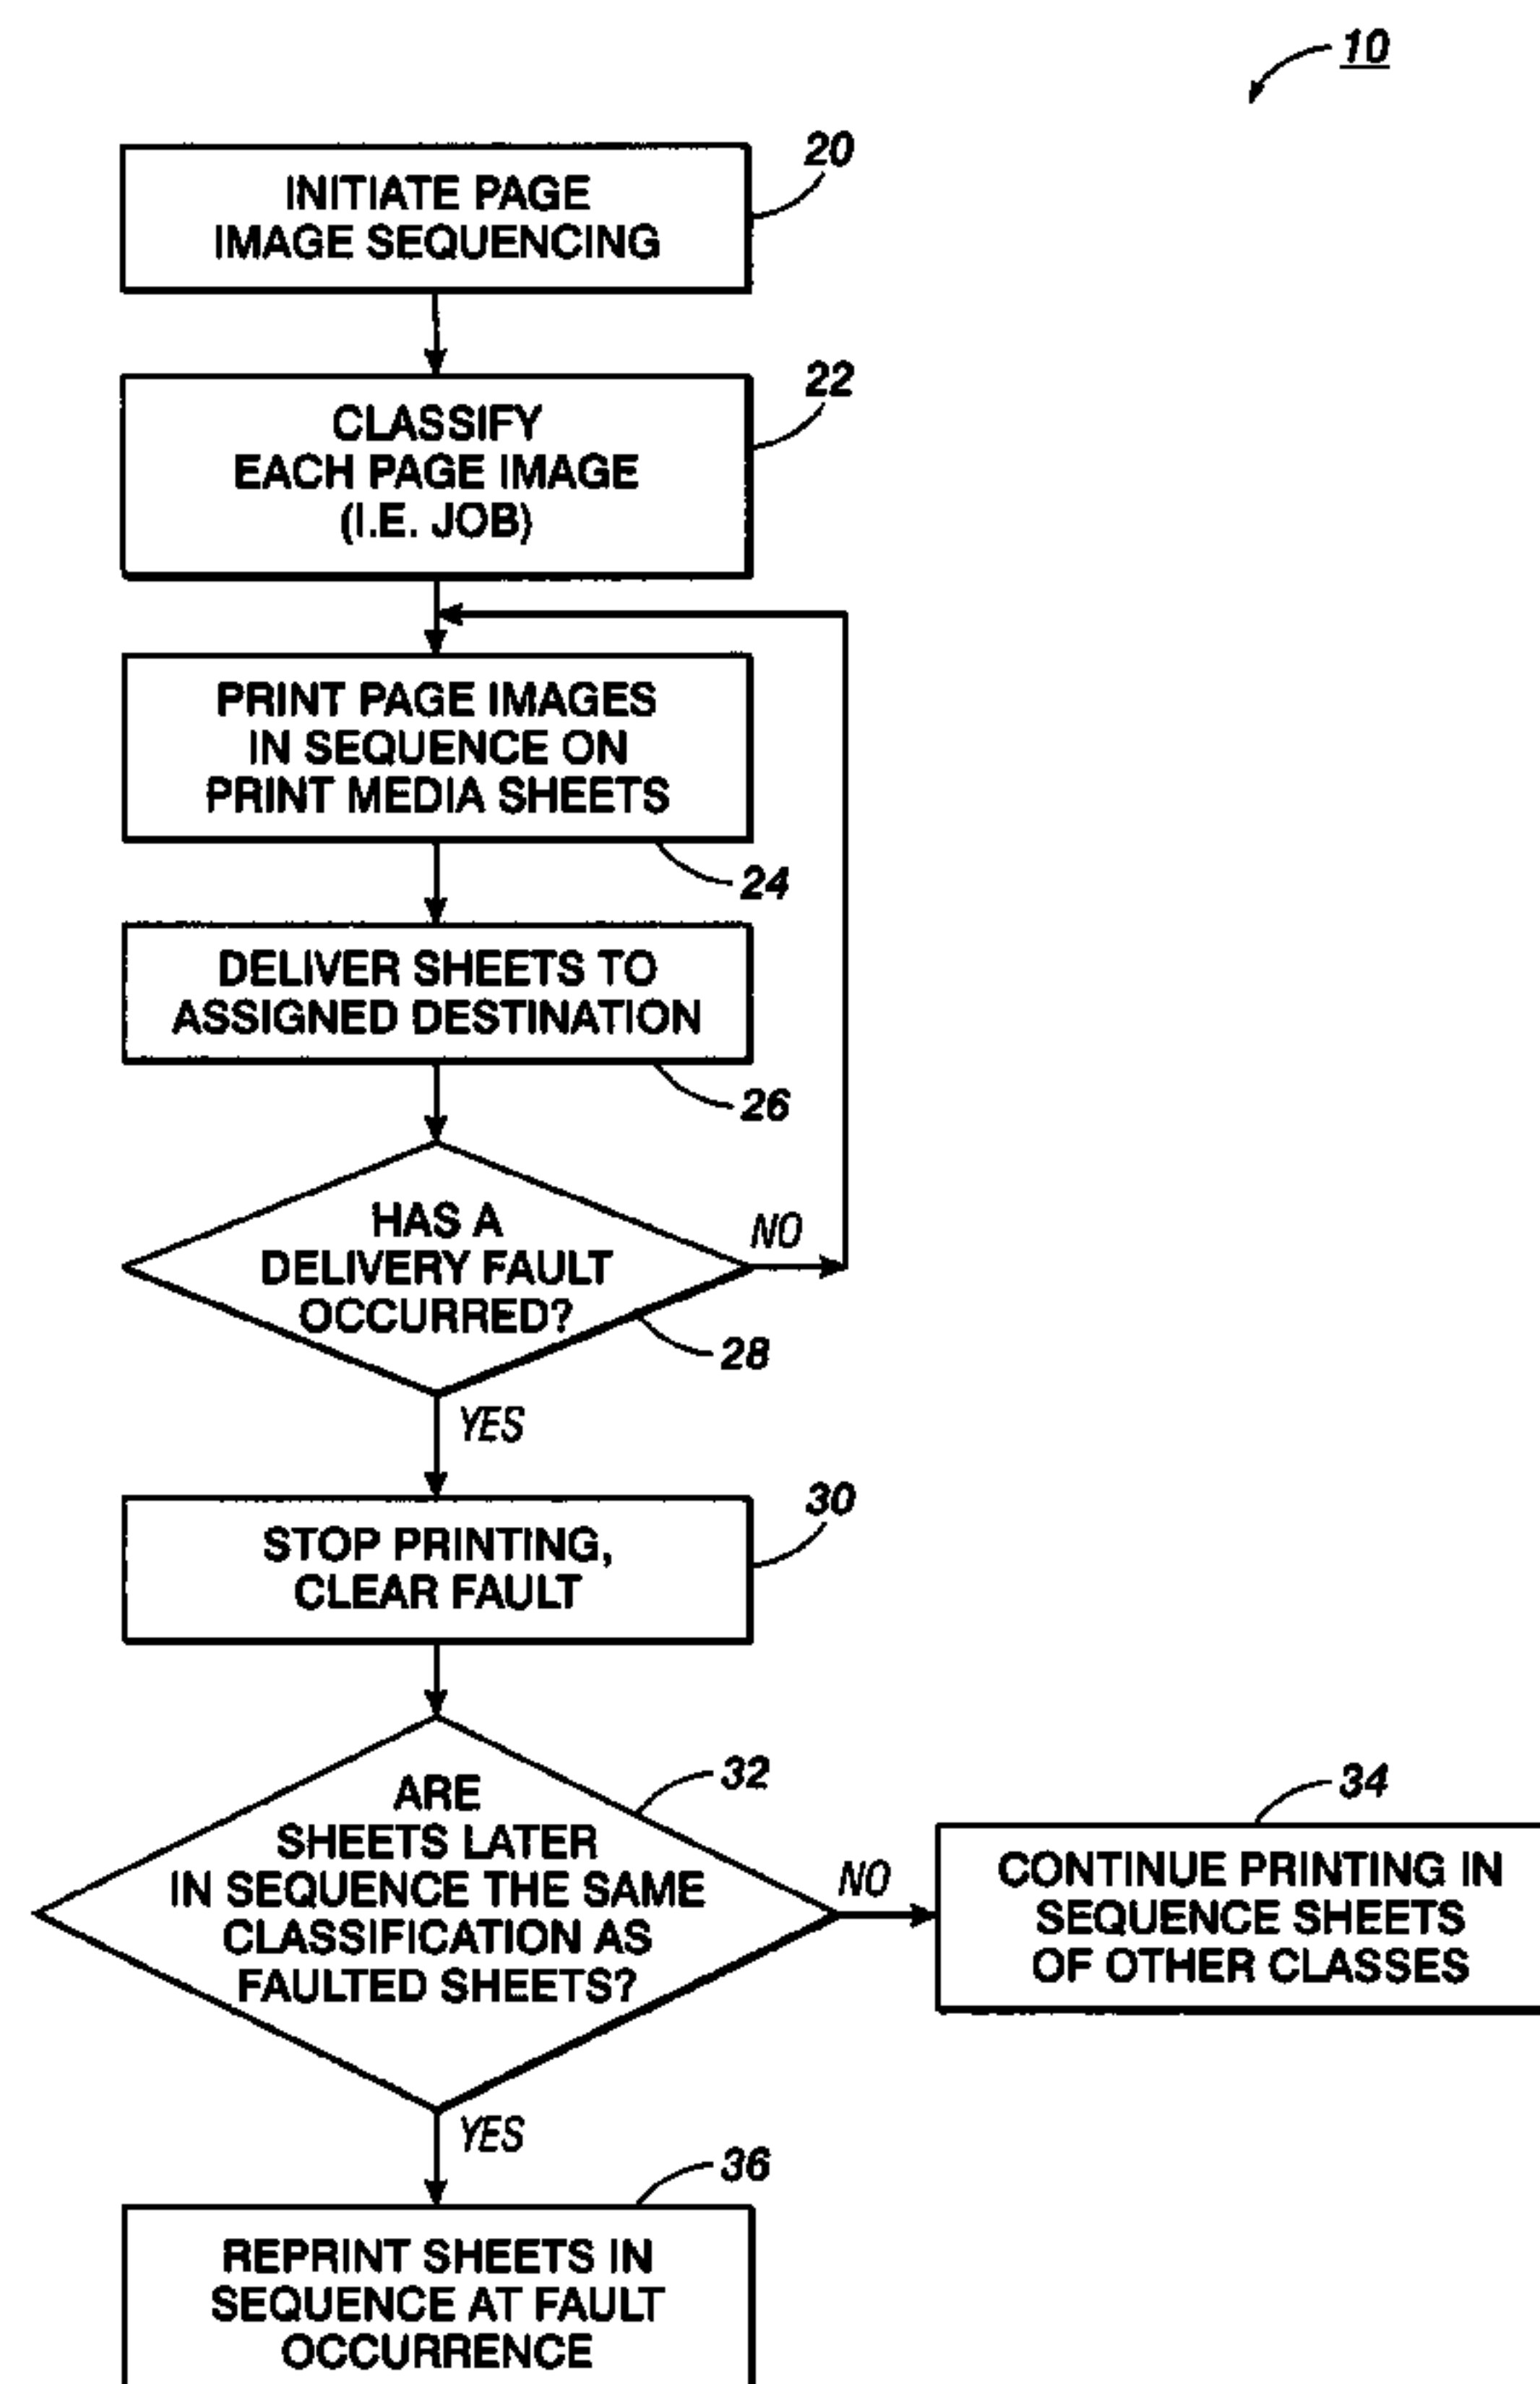 10
20
INITIATE PAGE
IMAGE SEQUENCING
22
CLASSIFY
EACH PAGE IMAGE
(I.E. JOB)
PRINT PAGE IMAGES
IN SEQUENCE ON
PRINT MEDIA SHEETS
24
DELIVER SHEETS TO
ASSIGNED DESTINATION
26
HAS A
DELIVERY FAULT
OCCURRED?
NO
28
YES
30
STOP PRINTING,
CLEAR FAULT
32
ARE
SHEETS LATER
IN SEQUENCE THE SAME
CLASSIFICATION AS
FAULTED SHEETS?
NO
34
CONTINUE PRINTING IN
SEQUENCE SHEETS
OF OTHER CLASSES
YES
36
REPRINT SHEETS IN
SEQUENCE AT FAULT
OCCURRENCE